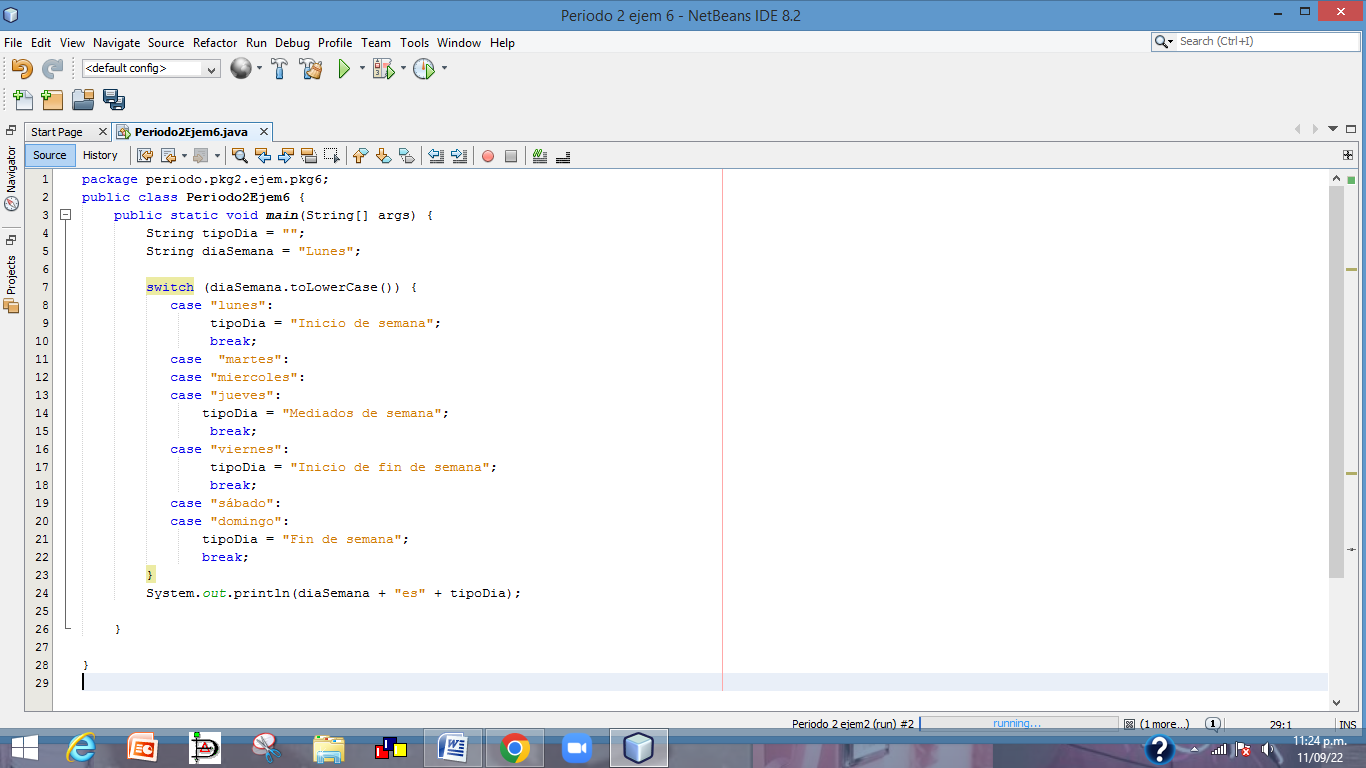 Periodo 2 ejem 6 - NetBeans IDE 8.2
File Edit View Navigate Source Refactor Run Debug Profile Team Tools Window Help
Search (Ctrl+I)
<default config>
Start Page Periodo2Ejem6.java
Source History
Navigator
Projects
1 package periodo.pkg2.ejem.pkg6;
2 public class Periodo2Ejem6 {
3 public static void main(String[] args) {
4 String tipoDia = "";
5 String diaSemana = "Lunes";
6
7 switch (diaSemana.toLowerCase()) {
8 case "lunes":
9 tipoDia = "Inicio de semana";
10 break;
11 case "martes":
12 case "miercoles":
13 case "jueves":
14 tipoDia = "Mediados de semana";
15 break;
16 case "viernes":
17 tipoDia = "Inicio de fin de semana";
18 break;
19 case "sábado":
20 case "domingo":
21 tipoDia = "Fin de semana";
22 break;
23 }
24 System.out.println(diaSemana + "es" + tipoDia);
25
26 }
27
28 }
29
Periodo 2 ejem2 (run) #2 running... (1 more...) 1 29:1 INS
11:24 p.m.
11/09/22